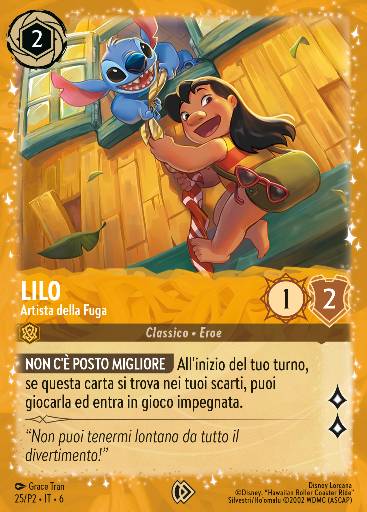 2
LILO
Artista della Fuga
1
2
Classico • Eroe
NON C'È POSTO MIGLIORE All'inizio del tuo turno,
se questa carta si trova nei tuoi scarti, puoi
giocarla ed entra in gioco impegnata.
“Non puoi tenermi lontano da tutto il
divertimento!”
Grace Tran
25/P2 • IT • 6
Disney Lorcana
©Disney. "Hawaiian Roller Coaster Ride"
Silvestri/Ho'omalu ©2002 WDMC (ASCAP)